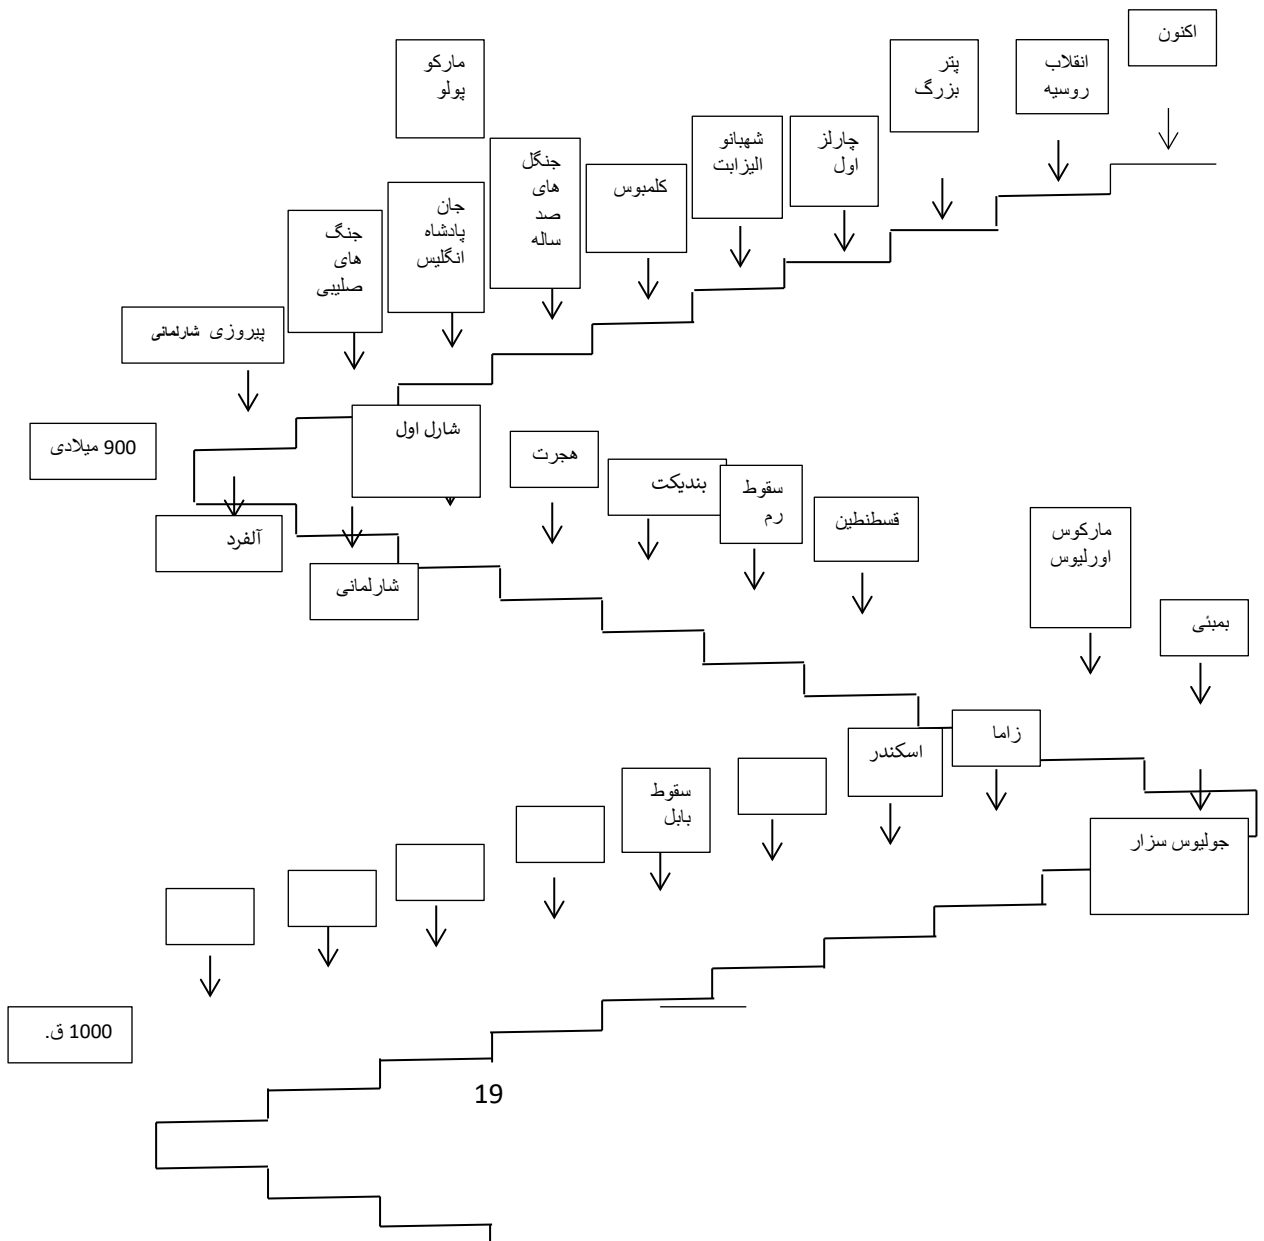 اکنون
انقلاب
روسیه
پتر
بزرگ
مارکو
پولو
چارلز
اول
شهبانو
الیزابت
جنگل
های
صد
ساله
کلمبوس
جان
پادشاه
انگلیس
جنگ
های
صلیبی
پیروزی شارلمانی
900 میلادی
شارل اول
هجرت
بندیکت
سقوط
رم
قسطنطین
مارکوس
اورلیوس
بمبئی
آلفرد
شارلمانی
زاما
اسکندر
سقوط
بابل
جولیوس سزار
1000 ق.
19